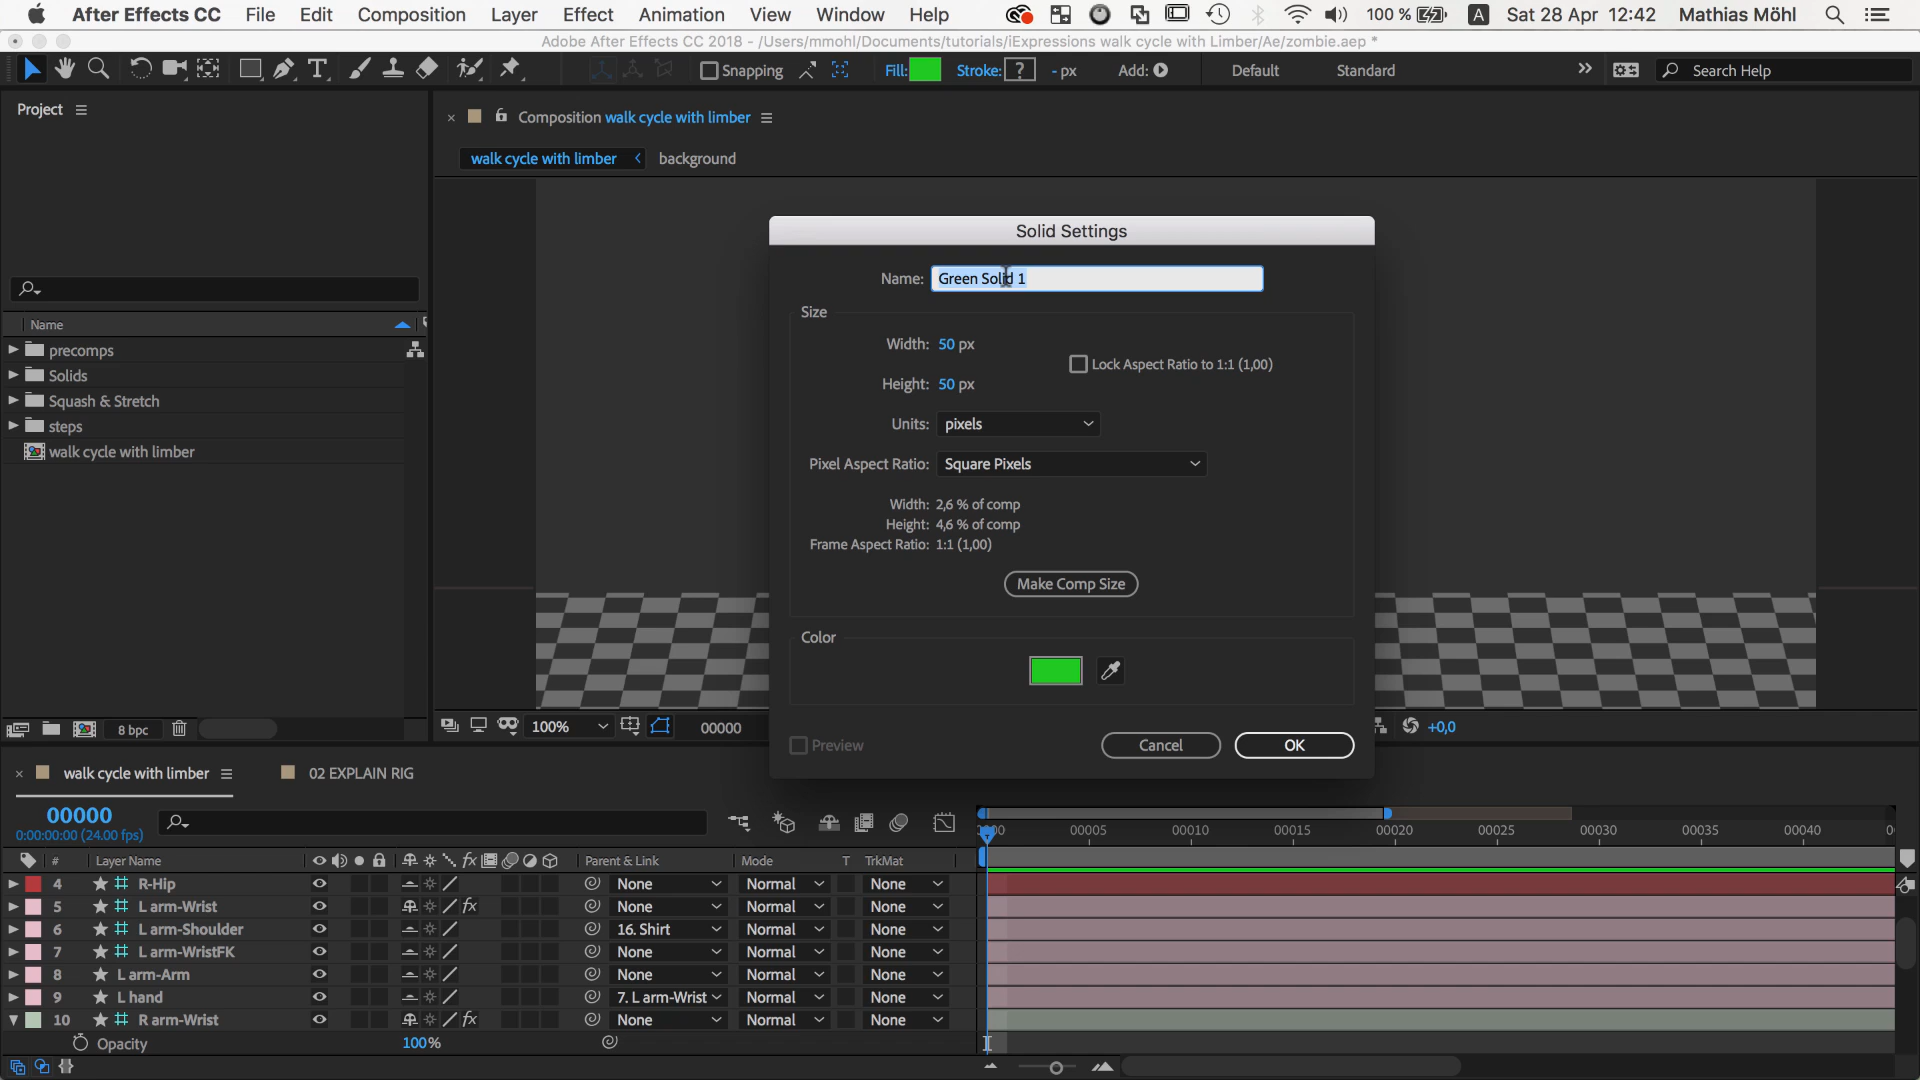 After Effects CC File Edit Composition Layer Effect Animation View Window Help 100 % A Sat 28 Apr 12:42 Mathias Möhl
Adobe After Effects CC 2018 - /Users/mmohl/Documents/tutorials/iExpressions walk cycle with Limber/Ae/zombie.aep *
Snapping Fill: Stroke: ? - px Add: Default Standard Search Help
Project
Composition walk cycle with limber
walk cycle with limber background
Solid Settings
Name: Green Solid 1
Size
Width: 50 px
Lock Aspect Ratio to 1:1 (1,00)
Height: 50 px
Units: pixels
Pixel Aspect Ratio: Square Pixels
Width: 2,6 % of comp
Height: 4,6 % of comp
Frame Aspect Ratio: 1:1 (1,00)
Make Comp Size
Color
Preview Cancel OK
Name
precomps
Solids
Squash & Stretch
steps
walk cycle with limber
8 bpc
100% 00000 +0,0
walk cycle with limber 02 EXPLAIN RIG
00000
0:00:00:00 (24.00 fps)
00005 00010 00015 00020 00025 00030 00035 00040
# Layer Name fx Parent & Link Mode T TrkMat
4 R-Hip None Normal None
5 L arm-Wrist fx None Normal None
6 L arm-Shoulder 16. Shirt Normal None
7 L arm-WristFK None Normal None
8 L arm-Arm None Normal None
9 L hand 7. L arm-Wrist Normal None
10 R arm-Wrist fx None Normal None
Opacity 100%